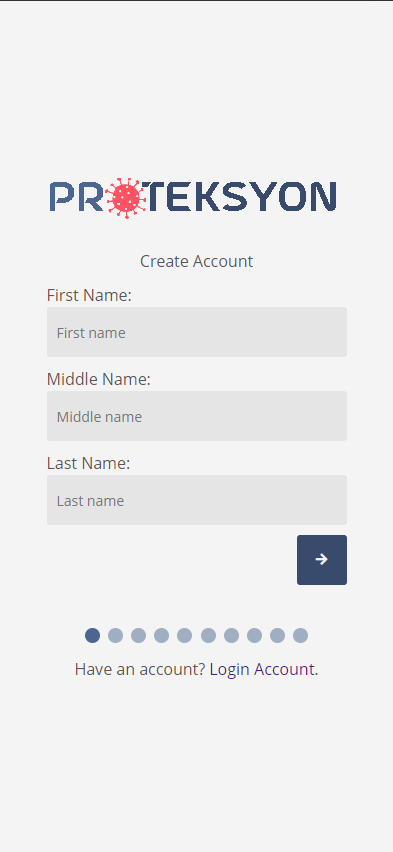 PROTEKSYON
Create Account
First Name:
First name
Middle Name:
Middle name
Last Name:
Last name
Have an account? Login Account.